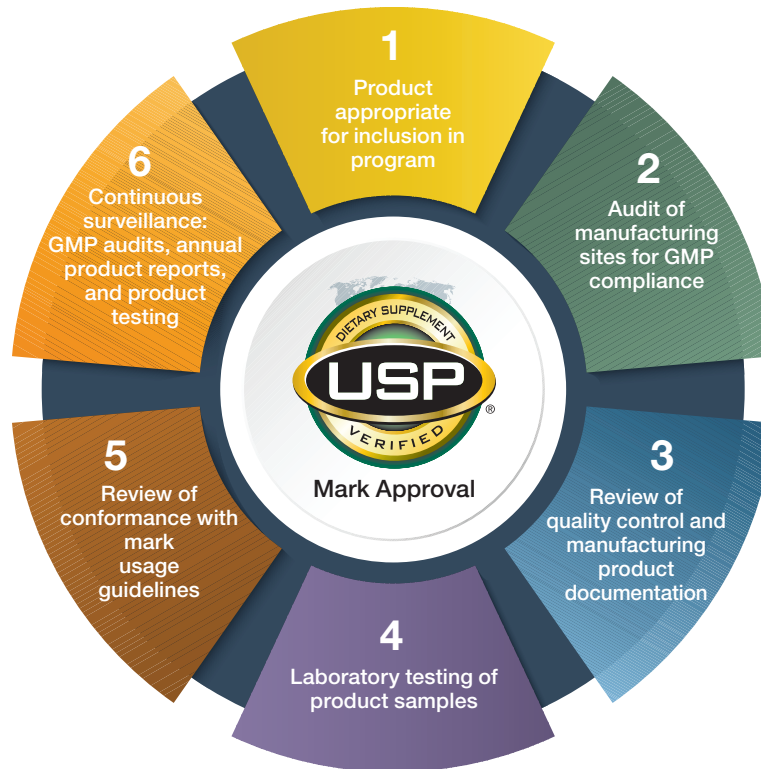 1
Product
appropriate
for inclusion in
program
2
Audit of
manufacturing
sites for GMP
compliance
3
Review of
quality control and
manufacturing
product
documentation
4
Laboratory testing of
product samples
5
Review of
conformance with
mark
usage
guidelines
6
Continuous
surveillance:
GMP audits, annual
product reports,
and product
testing
DIETARY SUPPLEMENT
USP
®
VERIFIED
Mark Approval